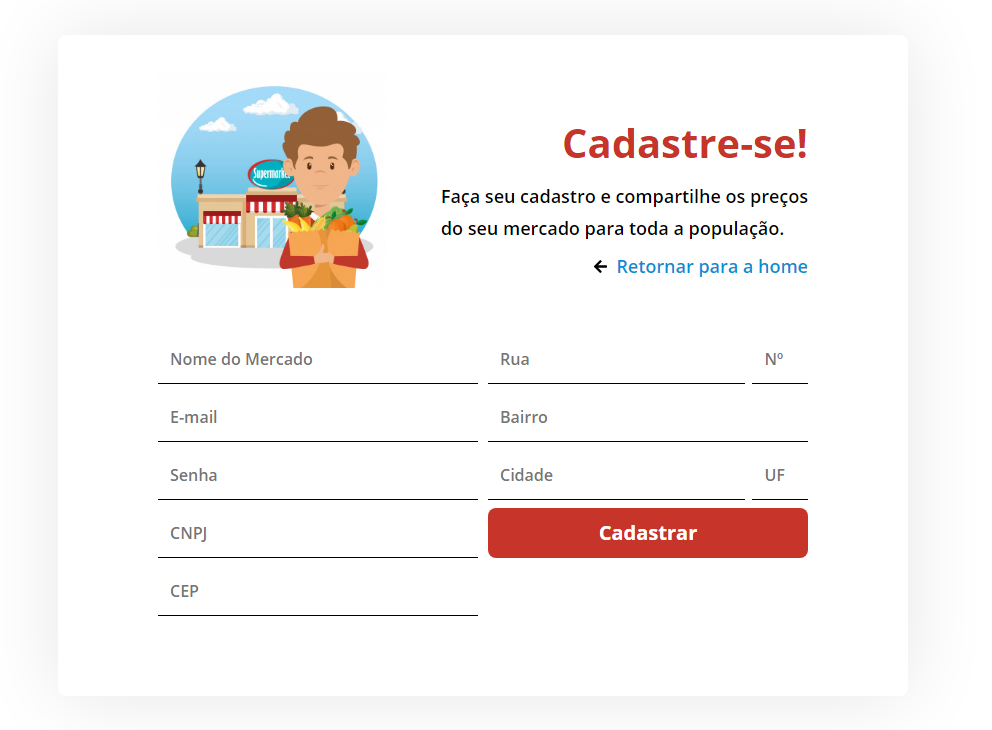 Supermarket
Cadastre-se!
Faça seu cadastro e compartilhe os preços
do seu mercado para toda a população.
Retornar para a home
Nome do Mercado
Rua
Nº
E-mail
Bairro
Senha
Cidade
UF
CNPJ
Cadastrar
CEP